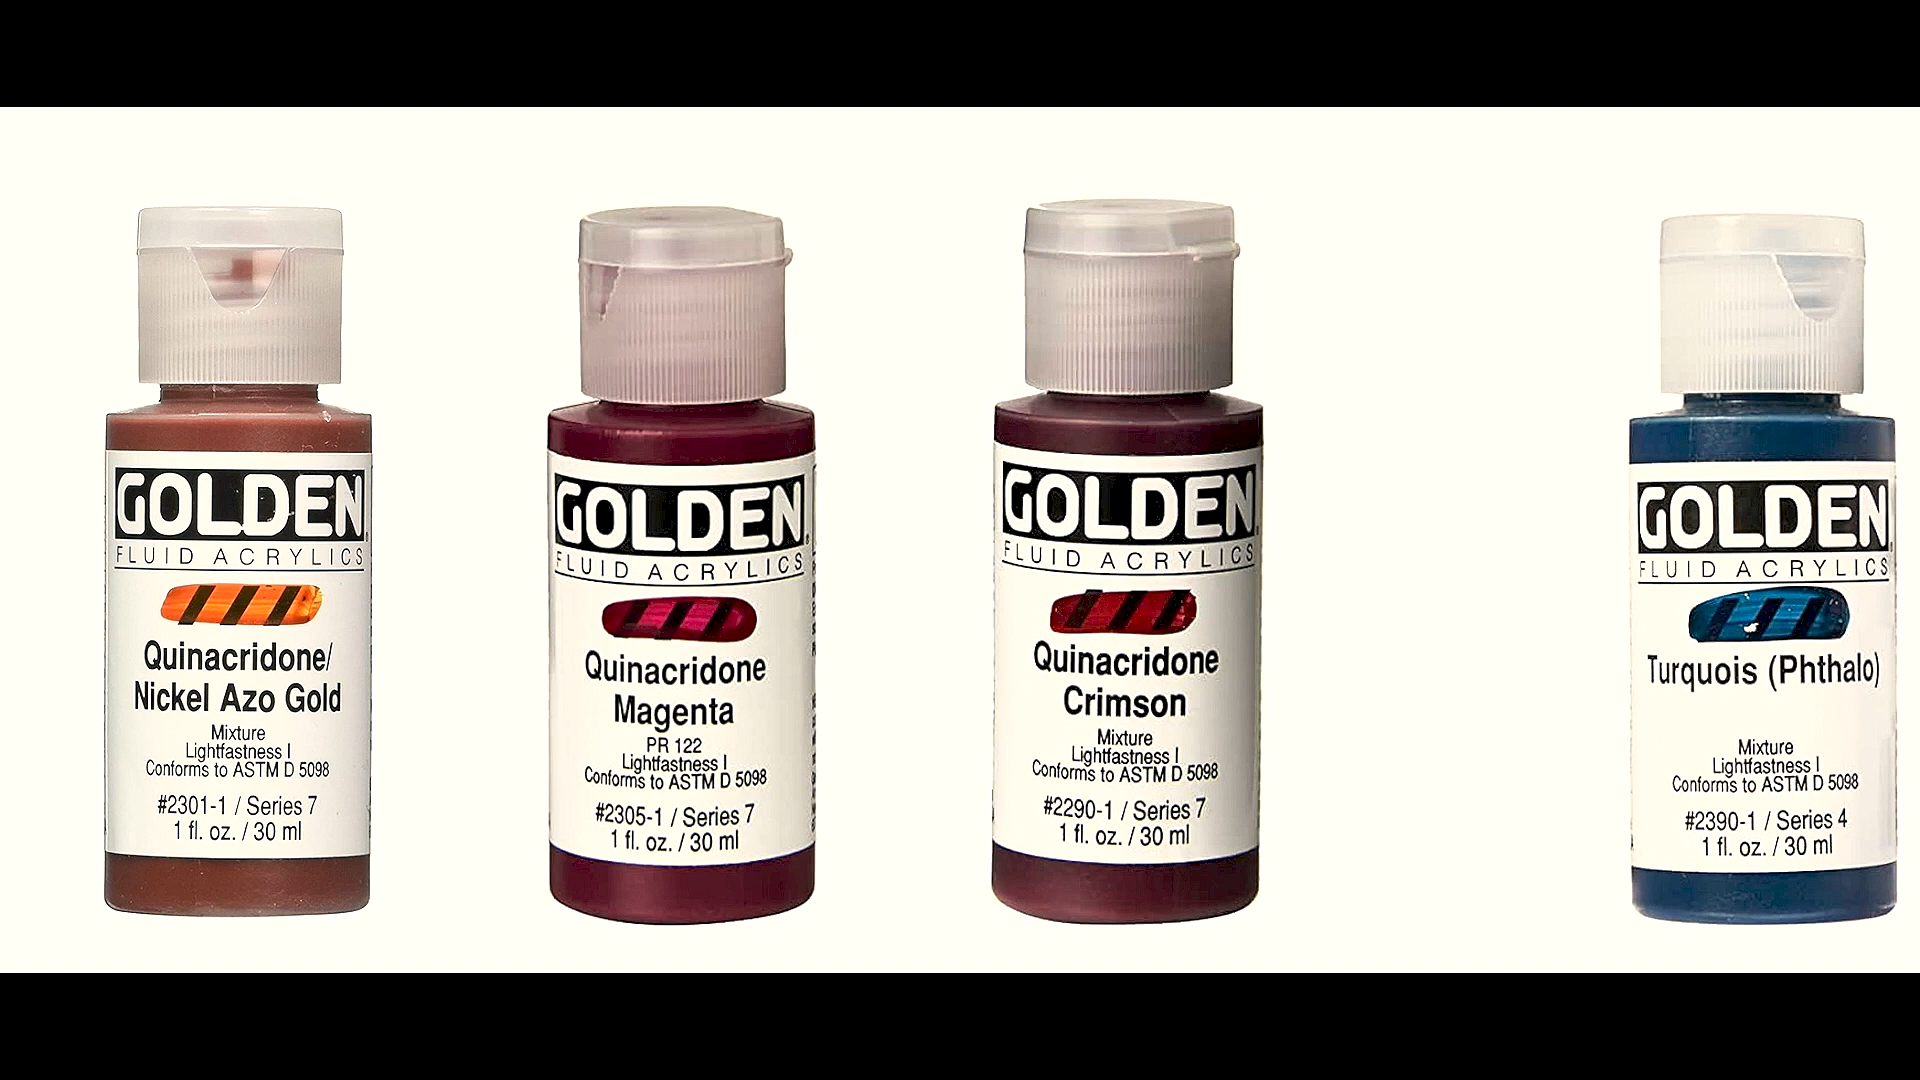 GOLDEN
FLUID ACRYLICS
Quinacridone/
Nickel Azo Gold
Mixture
Lightfastness I
Conforms to ASTM D 5098
#2301-1 / Series 7
1 fl. oz. / 30 ml
GOLDEN
FLUID ACRYLICS
Quinacridone
Magenta
PR 122
Lightfastness I
Conforms to ASTM D 5098
#2305-1 / Series 7
1 fl. oz. / 30 ml
GOLDEN
FLUID ACRYLICS
Quinacridone
Crimson
Mixture
Lightfastness I
Conforms to ASTM D 5098
#2290-1 / Series 7
1 fl. oz. / 30 ml
GOLDEN
FLUID ACRYLICS
Turquois (Phthalo)
Mixture
Lightfastness I
Conforms to ASTM D 5098
#2390-1 / Series 4
1 fl. oz. / 30 ml